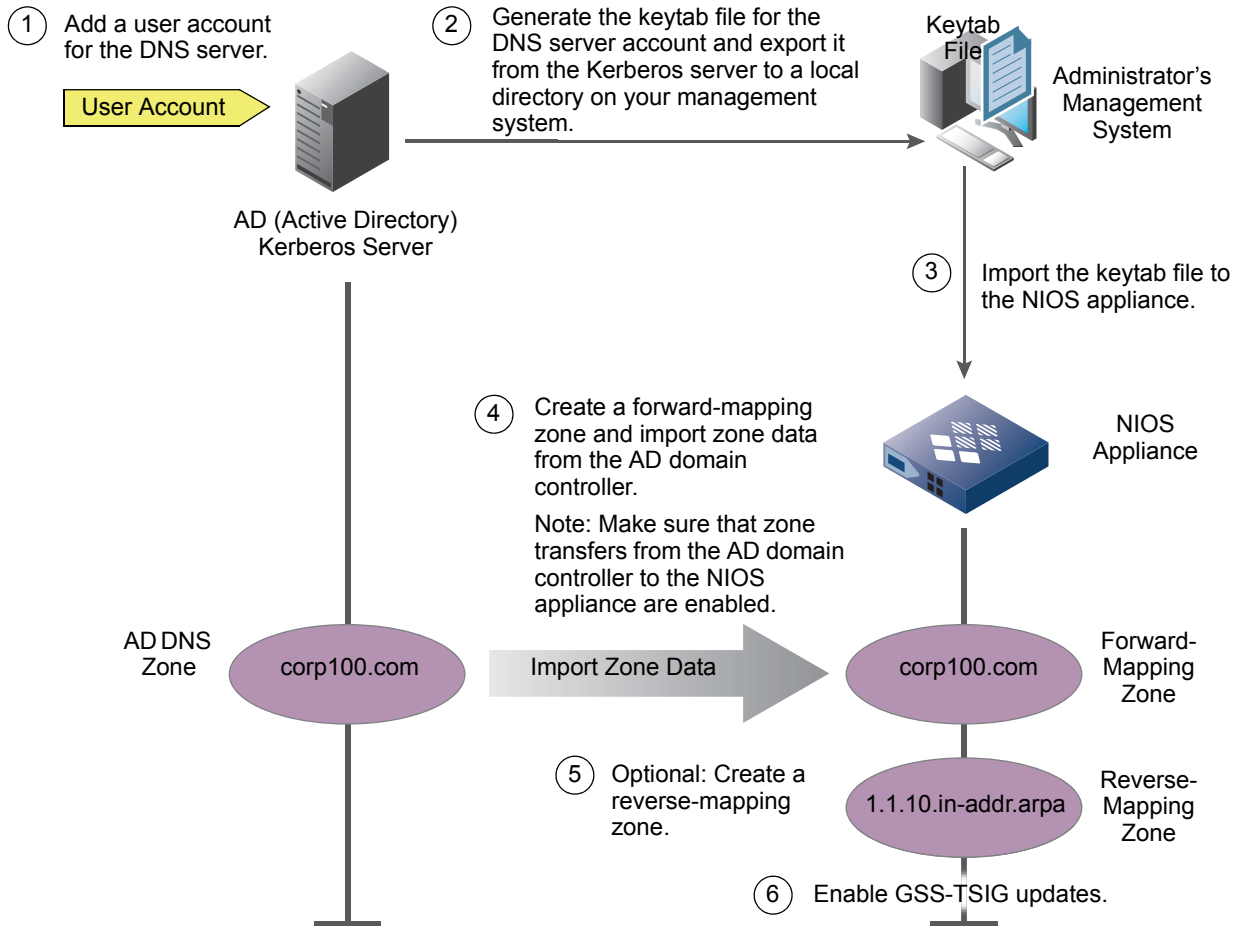 1 Add a user account
for the DNS server.
User Account
AD (Active Directory)
Kerberos Server
2 Generate the keytab file for the
DNS server account and export it
from the Kerberos server to a local
directory on your management
system.
Keytab
File
Administrator’s
Management
System
3 Import the keytab file to
the NIOS appliance.
NIOS
Appliance
4 Create a forward-mapping
zone and import zone data
from the AD domain
controller.
Note: Make sure that zone
transfers from the AD domain
controller to the NIOS
appliance are enabled.
AD DNS
Zone
corp100.com
Import Zone Data
corp100.com
Forward-
Mapping
Zone
5 Optional: Create a
reverse-mapping
zone.
1.1.10.in-addr.arpa
Reverse-
Mapping
Zone
6 Enable GSS-TSIG updates.